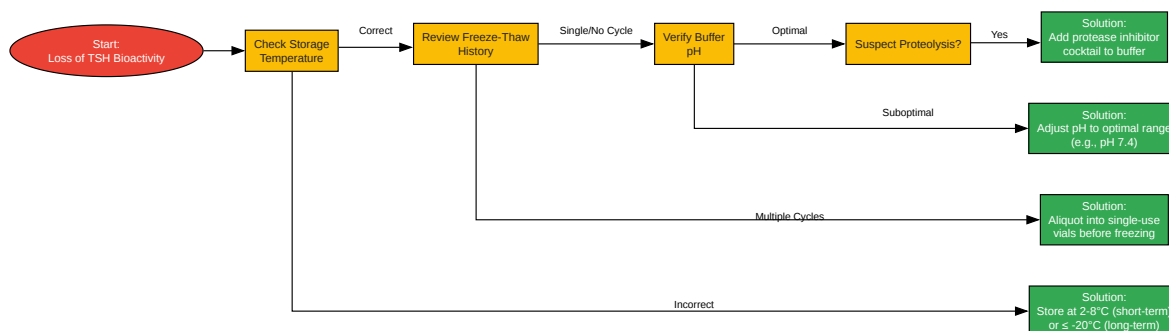 Start:
Loss of TSH Bioactivity
Check Storage
Temperature
Correct
Review Freeze-Thaw
History
Single/No Cycle
Verify Buffer
pH
Optimal
Suspect Proteolysis?
Yes
Solution:
Add protease inhibitor
cocktail to buffer
Suboptimal
Solution:
Adjust pH to optimal range
(e.g., pH 7.4)
Multiple Cycles
Solution:
Aliquot into single-use
vials before freezing
Incorrect
Solution:
Store at 2-8°C (short-term)
or ≤ -20°C (long-term)